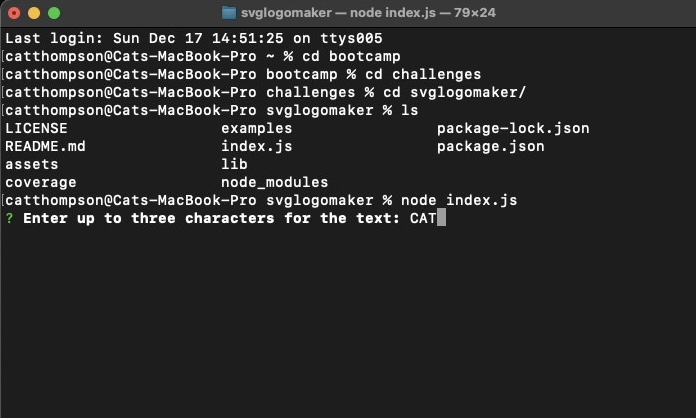 svglogomaker — node index.js — 79×24
Last login: Sun Dec 17 14:51:25 on ttys005
[catthompson@Cats-MacBook-Pro ~ % cd bootcamp
[catthompson@Cats-MacBook-Pro bootcamp % cd challenges
[catthompson@Cats-MacBook-Pro challenges % cd svglogomaker/
[catthompson@Cats-MacBook-Pro svglogomaker % ls
LICENSE examples package-lock.json
README.md index.js package.json
assets lib
coverage node_modules
[catthompson@Cats-MacBook-Pro svglogomaker % node index.js
? Enter up to three characters for the text: CAT